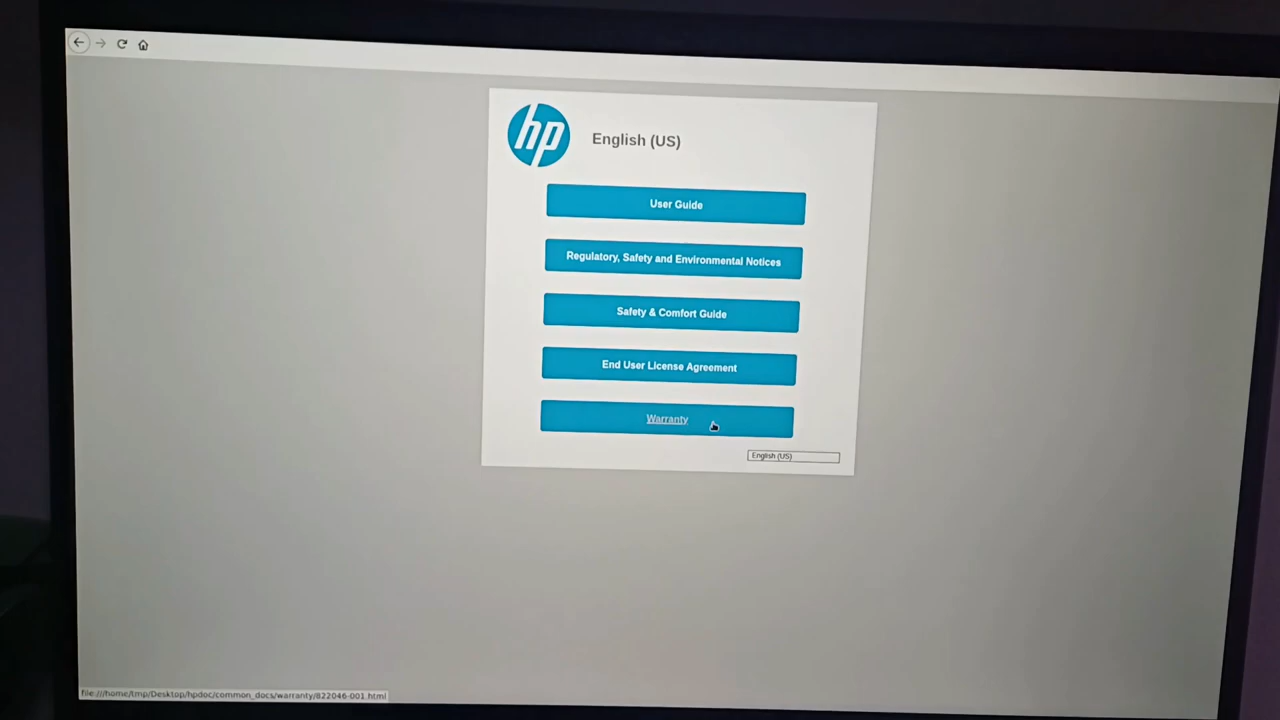 hp
English (US)
User Guide
Regulatory, Safety and Environmental Notices
Safety & Comfort Guide
End User License Agreement
Warranty
English (US)
file:///home/tmp/Desktop/hpdoc/common_docs/warranty/822046-001.html